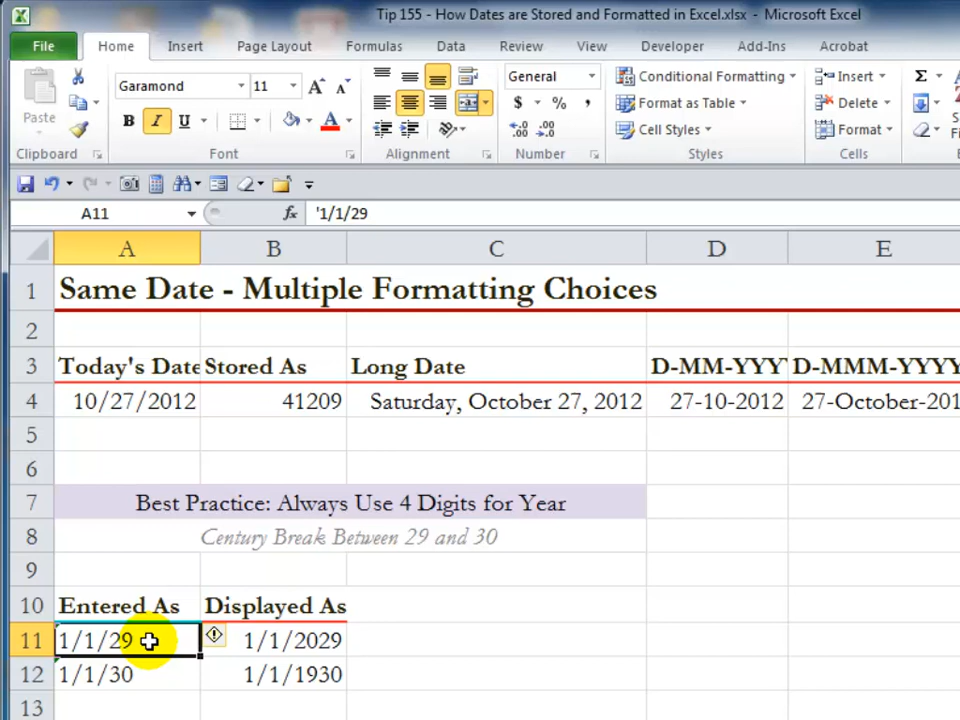 Tip 155 - How Dates are Stored and Formatted in Excel.xlsx - Microsoft Excel
File Home Insert Page Layout Formulas Data Review View Developer Add-Ins Acrobat
Garamond 11 General Conditional Formatting Insert Σ
Paste B I U A $ % , Format as Table Delete
Cell Styles Format
Clipboard Font Alignment Number Styles Cells
A11 fx '1/1/29
A B C D E
1 Same Date - Multiple Formatting Choices
2
3 Today's Date Stored As Long Date D-MM-YYY D-MMM-YYYY
4 10/27/2012 41209 Saturday, October 27, 2012 27-10-2012 27-October-201
5
6
7 Best Practice: Always Use 4 Digits for Year
8 Century Break Between 29 and 30
9
10 Entered As Displayed As
11 1/1/29 1/1/2029
12 1/1/30 1/1/1930
13